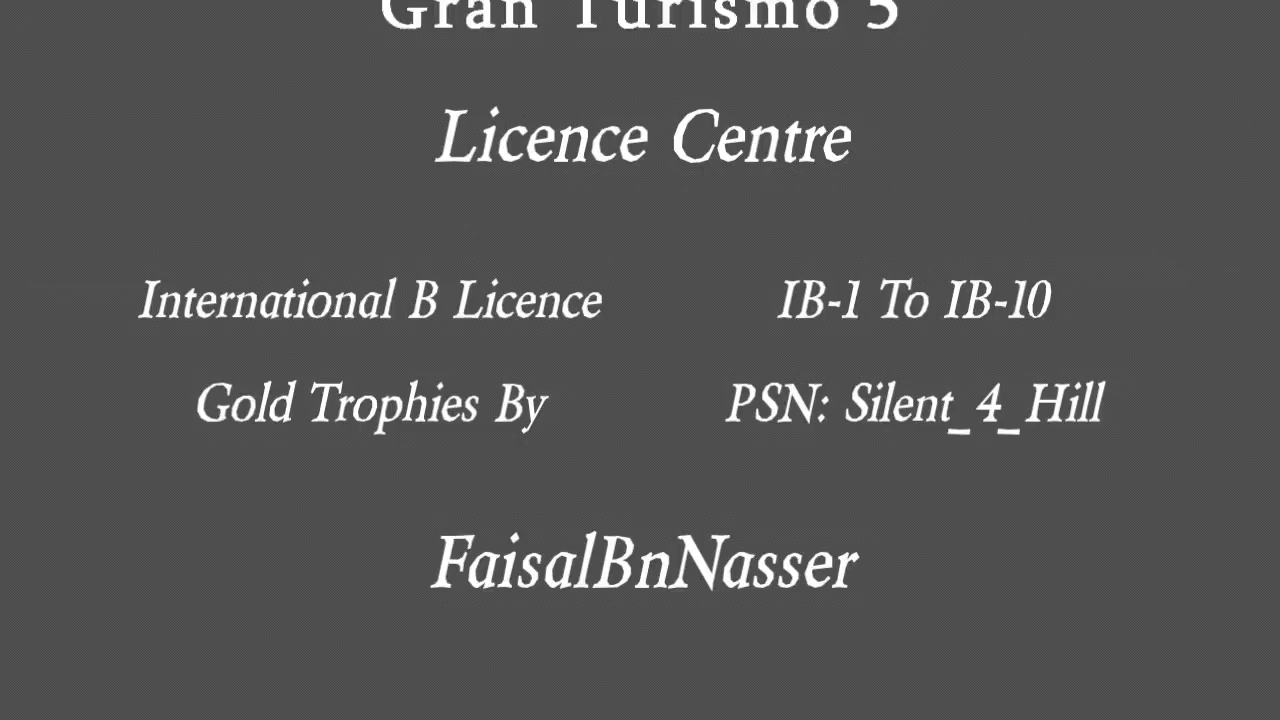 Gran Turismo 5
Licence Centre
International B Licence IB-1 To IB-10
Gold Trophies By PSN: Silent_4_Hill
FaisalBnNasser